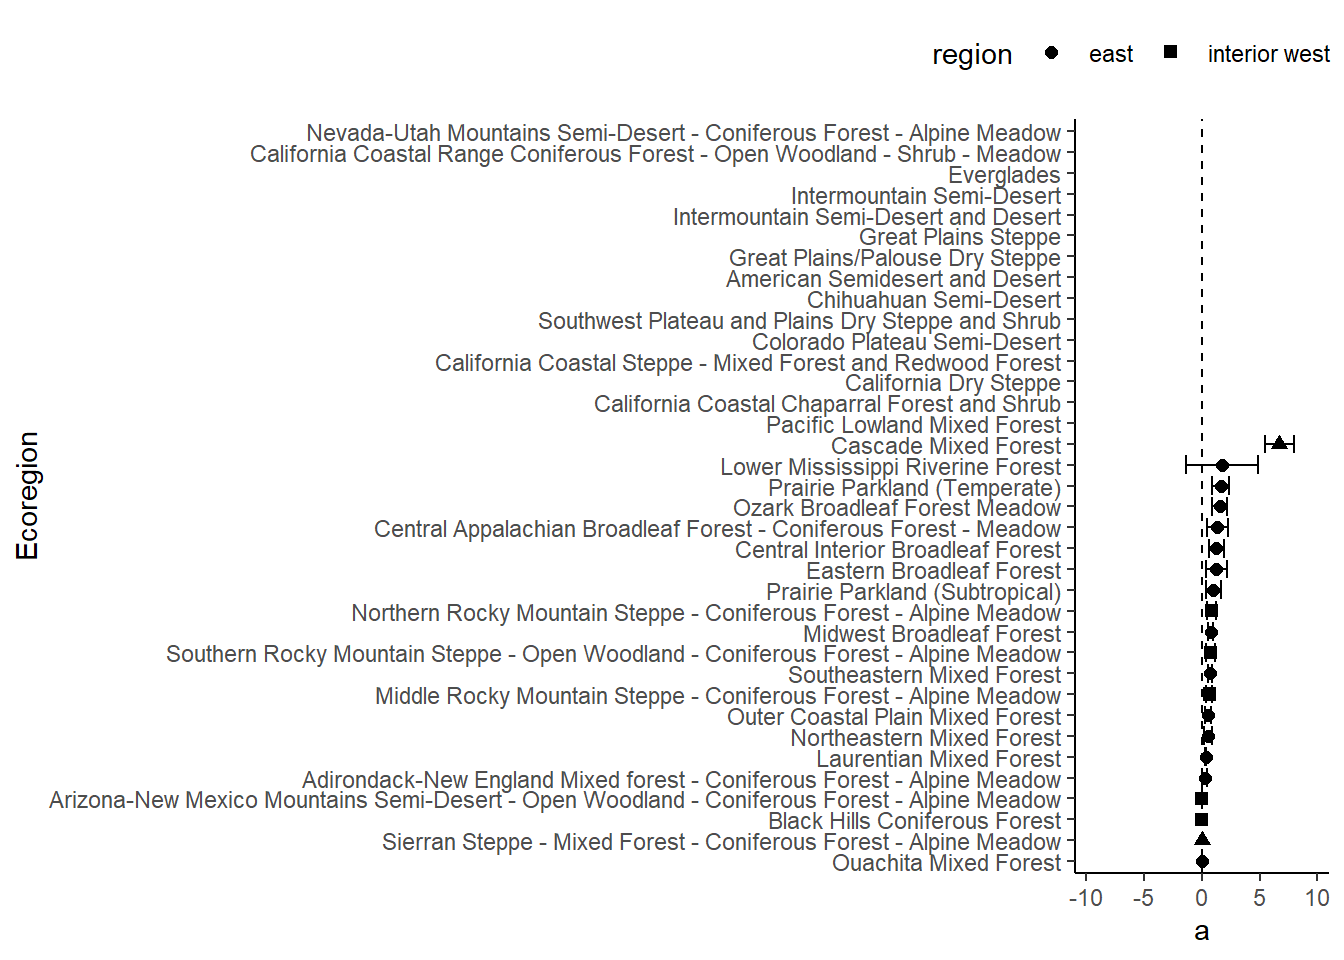 region east interior west
Nevada-Utah Mountains Semi-Desert - Coniferous Forest - Alpine Meadow
California Coastal Range Coniferous Forest - Open Woodland - Shrub - Meadow
Everglades
Intermountain Semi-Desert
Intermountain Semi-Desert and Desert
Great Plains Steppe
Great Plains/Palouse Dry Steppe
American Semidesert and Desert
Chihuahuan Semi-Desert
Southwest Plateau and Plains Dry Steppe and Shrub
Colorado Plateau Semi-Desert
California Coastal Steppe - Mixed Forest and Redwood Forest
California Dry Steppe
California Coastal Chaparral Forest and Shrub
Pacific Lowland Mixed Forest
Cascade Mixed Forest
Lower Mississippi Riverine Forest
Prairie Parkland (Temperate)
Ozark Broadleaf Forest Meadow
Central Appalachian Broadleaf Forest - Coniferous Forest - Meadow
Central Interior Broadleaf Forest
Eastern Broadleaf Forest
Prairie Parkland (Subtropical)
Northern Rocky Mountain Steppe - Coniferous Forest - Alpine Meadow
Midwest Broadleaf Forest
Southern Rocky Mountain Steppe - Open Woodland - Coniferous Forest - Alpine Meadow
Southeastern Mixed Forest
Middle Rocky Mountain Steppe - Coniferous Forest - Alpine Meadow
Outer Coastal Plain Mixed Forest
Northeastern Mixed Forest
Laurentian Mixed Forest
Adirondack-New England Mixed forest - Coniferous Forest - Alpine Meadow
Arizona-New Mexico Mountains Semi-Desert - Open Woodland - Coniferous Forest - Alpine Meadow
Black Hills Coniferous Forest
Sierran Steppe - Mixed Forest - Coniferous Forest - Alpine Meadow
Ouachita Mixed Forest
Ecoregion
-10 -5 0 5 10
a